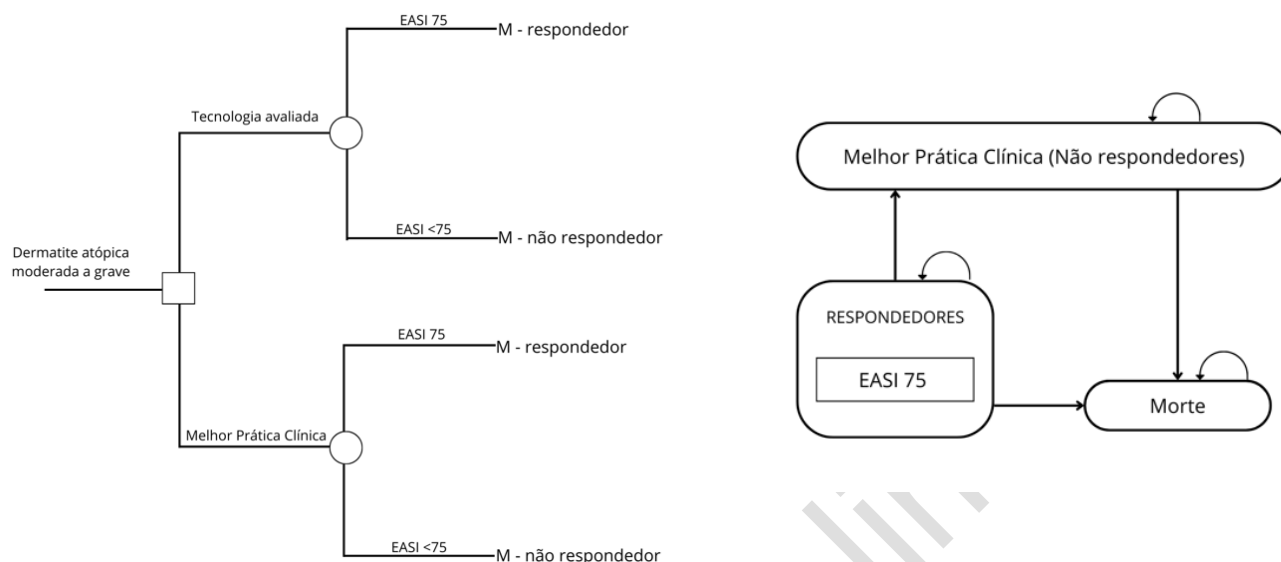 EASI 75
M - respondedor
Tecnologia avaliada
EASI <75
M - não respondedor
Dermatite atópica
moderada a grave
EASI 75
M - respondedor
Melhor Prática Clínica
EASI <75
M - não respondedor
Melhor Prática Clínica (Não respondedores)
RESPONDEDORES
EASI 75
Morte